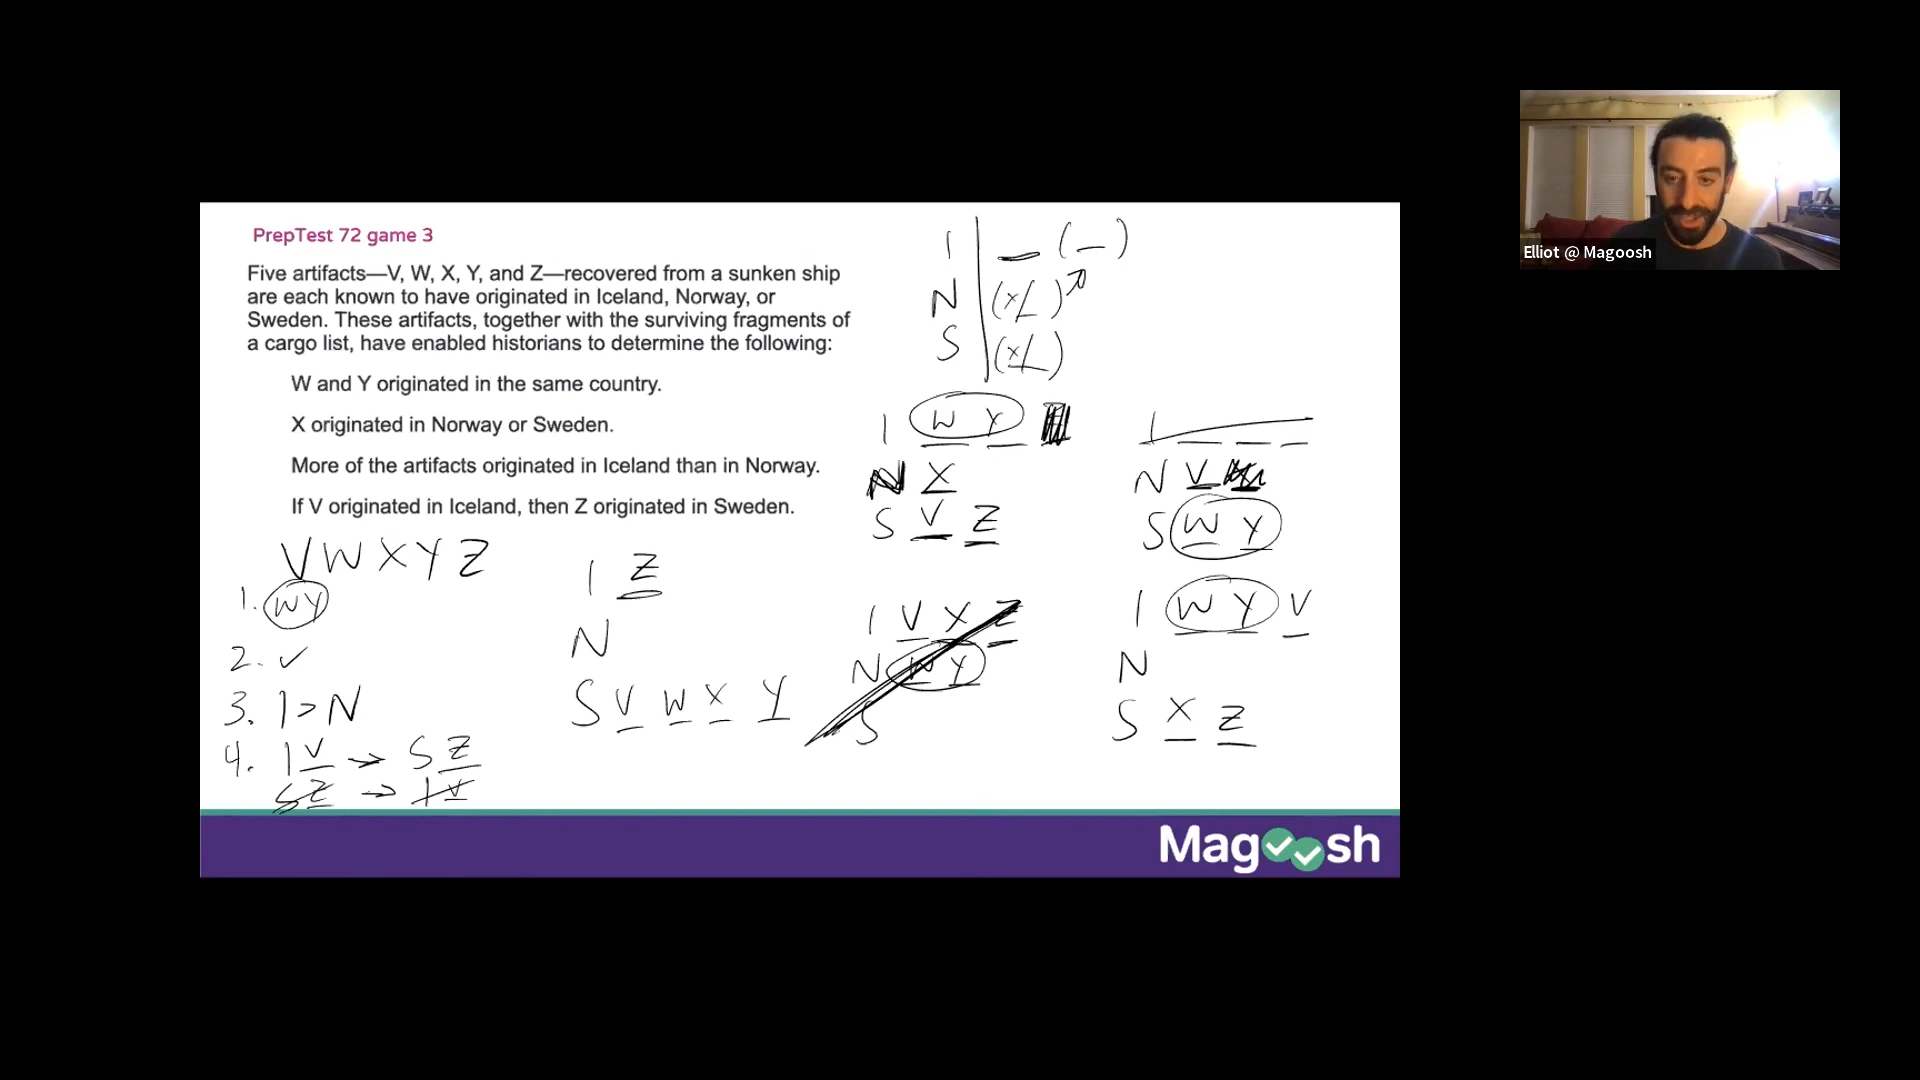 PrepTest 72 game 3
Five artifacts—V, W, X, Y, and Z—recovered from a sunken ship
are each known to have originated in Iceland, Norway, or
Sweden. These artifacts, together with the surviving fragments of
a cargo list, have enabled historians to determine the following:
W and Y originated in the same country.
X originated in Norway or Sweden.
More of the artifacts originated in Iceland than in Norway.
If V originated in Iceland, then Z originated in Sweden.
V W X Y Z
1. WY
2. ✓
3. I > N
4. I V → S Z
S Z → I V
I Z
N
S V W X Y
I _ (_)
N (x/_)
S (x/_)
I W Y
N X
S V Z
I V X Z
N W Y
S
I _ _ _
N V
S W Y
I W Y V
N
S X Z
Magoosh
Elliot @ Magoosh